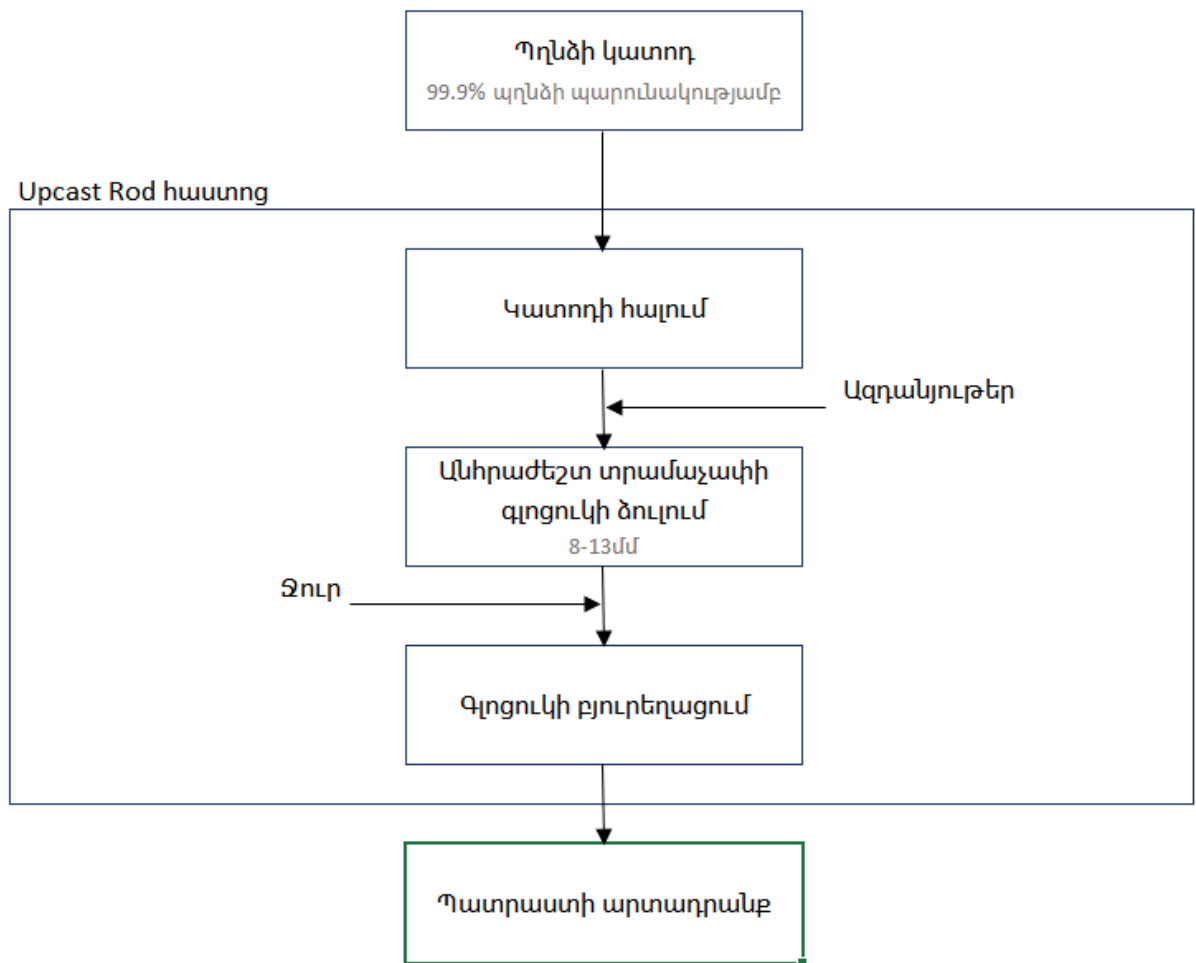 Պղնձի կատոդ
99.9% պղնձի պարունակությամբ
Upcast Rod հաստոց
Կատոդի հալում
Ազդանյութեր
Անհրաժեշտ տրամաչափի
գլոցուկի ձուլում
8-13մմ
Ջուր
Գլոցուկի բյուրեղացում
Պատրաստի արտադրանք